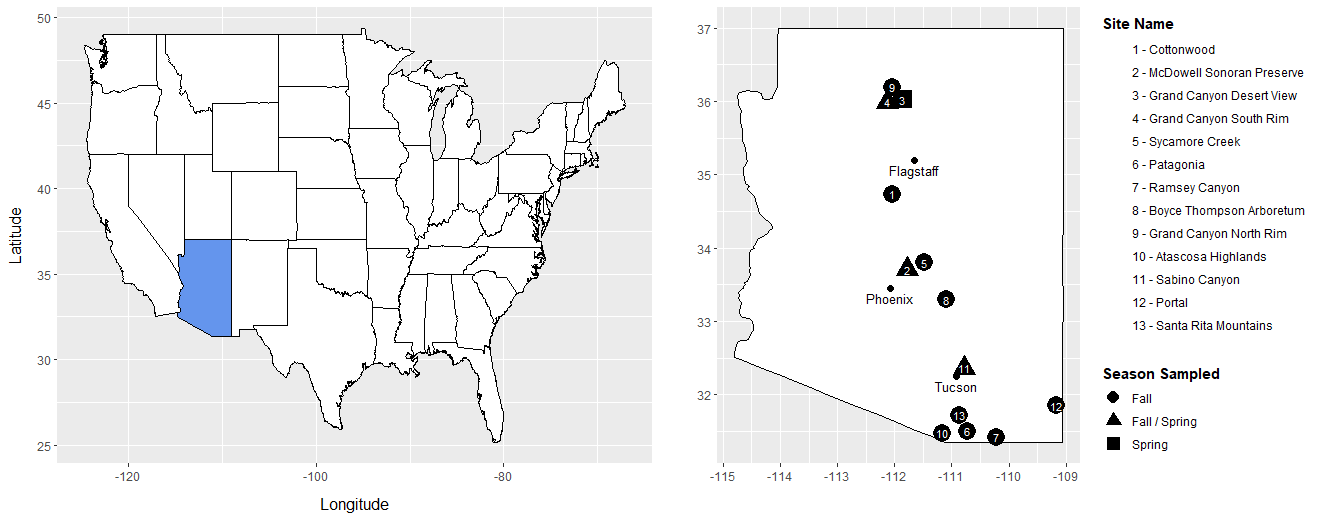 50
45
40
35
30
25
Latitude
-120
-100
-80
Longitude
37
36
35
34
33
32
-115
-114
-113
-112
-111
-110
-109
9
4
3
Flagstaff
1
2
5
Phoenix
8
11
Tucson
12
13
10
6
7
Site Name
1 - Cottonwood
2 - McDowell Sonoran Preserve
3 - Grand Canyon Desert View
4 - Grand Canyon South Rim
5 - Sycamore Creek
6 - Patagonia
7 - Ramsey Canyon
8 - Boyce Thompson Arboretum
9 - Grand Canyon North Rim
10 - Atascosa Highlands
11 - Sabino Canyon
12 - Portal
13 - Santa Rita Mountains
Season Sampled
Fall
Fall / Spring
Spring